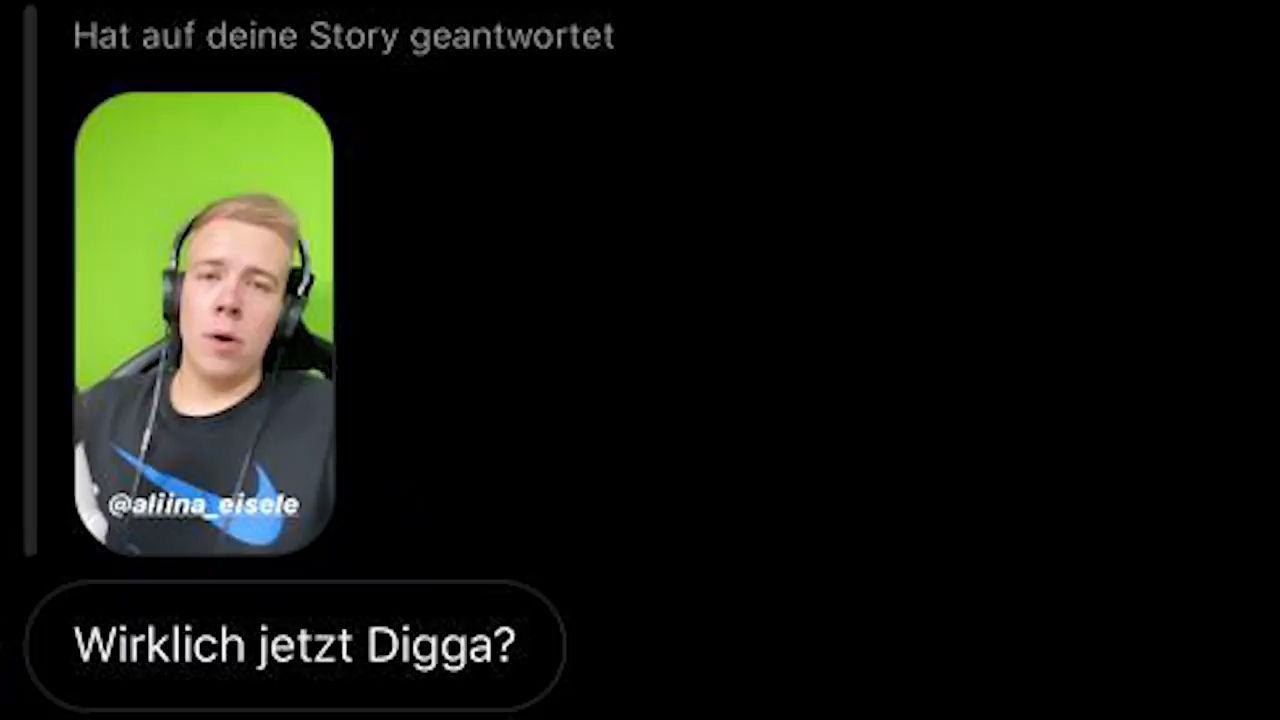 Hat auf deine Story geantwortet
@aliina_eisele
Wirklich jetzt Digga?